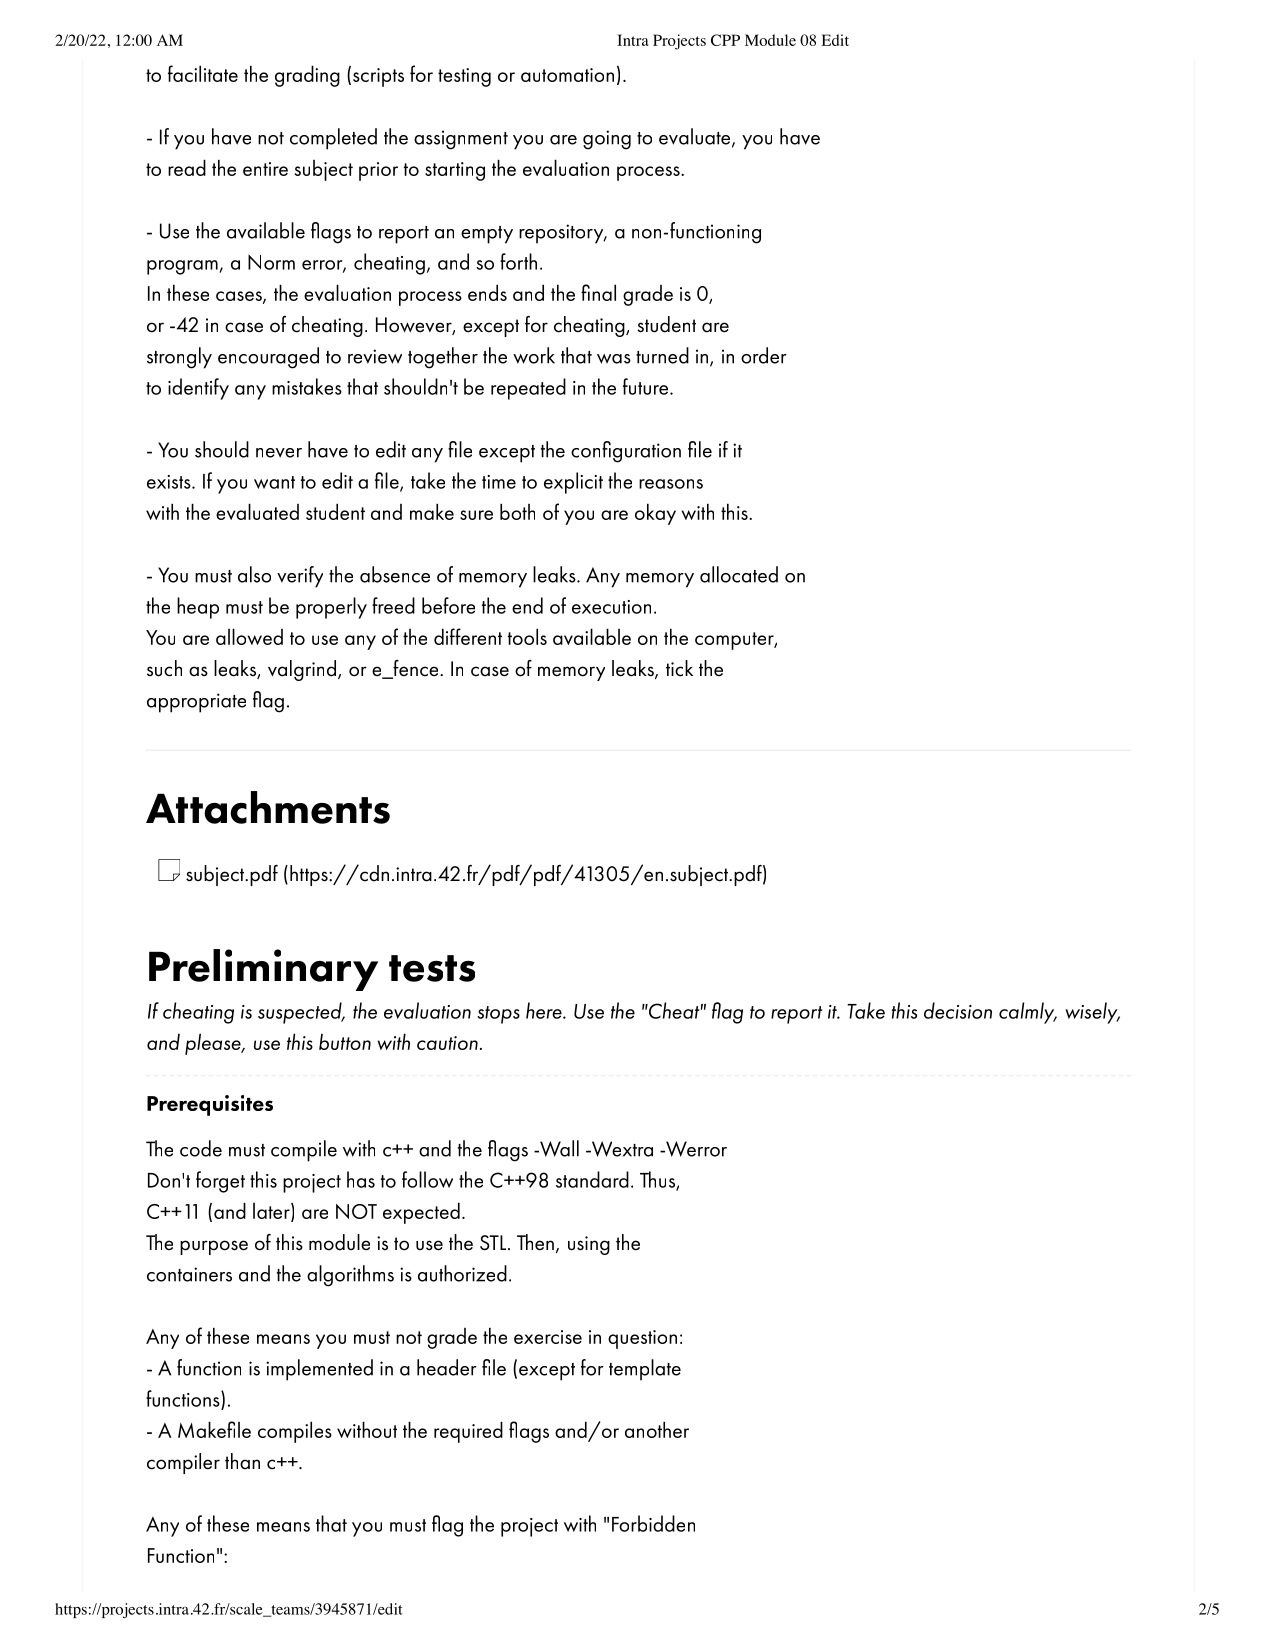 2/20/22, 12:00 AM
Intra Projects CPP Module 08 Edit
to facilitate the grading (scripts for testing or automation).
- If you have not completed the assignment you are going to evaluate, you have
to read the entire subject prior to starting the evaluation process.
- Use the available flags to report an empty repository, a non-functioning
program, a Norm error, cheating, and so forth.
In these cases, the evaluation process ends and the final grade is 0,
or -42 in case of cheating. However, except for cheating, student are
strongly encouraged to review together the work that was turned in, in order
to identify any mistakes that shouldn't be repeated in the future.
- You should never have to edit any file except the configuration file if it
exists. If you want to edit a file, take the time to explicit the reasons
with the evaluated student and make sure both of you are okay with this.
- You must also verify the absence of memory leaks. Any memory allocated on
the heap must be properly freed before the end of execution.
You are allowed to use any of the different tools available on the computer,
such as leaks, valgrind, or e_fence. In case of memory leaks, tick the
appropriate flag.
Attachments
subject.pdf (https://cdn.intra.42.fr/pdf/pdf/41305/en.subject.pdf)
Preliminary tests
If cheating is suspected, the evaluation stops here. Use the "Cheat" flag to report it. Take this decision calmly, wisely,
and please, use this button with caution.
Prerequisites
The code must compile with c++ and the flags -Wall -Wextra -Werror
Don't forget this project has to follow the C++98 standard. Thus,
C++11 (and later) are NOT expected.
The purpose of this module is to use the STL. Then, using the
containers and the algorithms is authorized.
Any of these means you must not grade the exercise in question:
- A function is implemented in a header file (except for template
functions).
- A Makefile compiles without the required flags and/or another
compiler than c++.
Any of these means that you must flag the project with "Forbidden
Function":
https://projects.intra.42.fr/scale_teams/3945871/edit
2/5